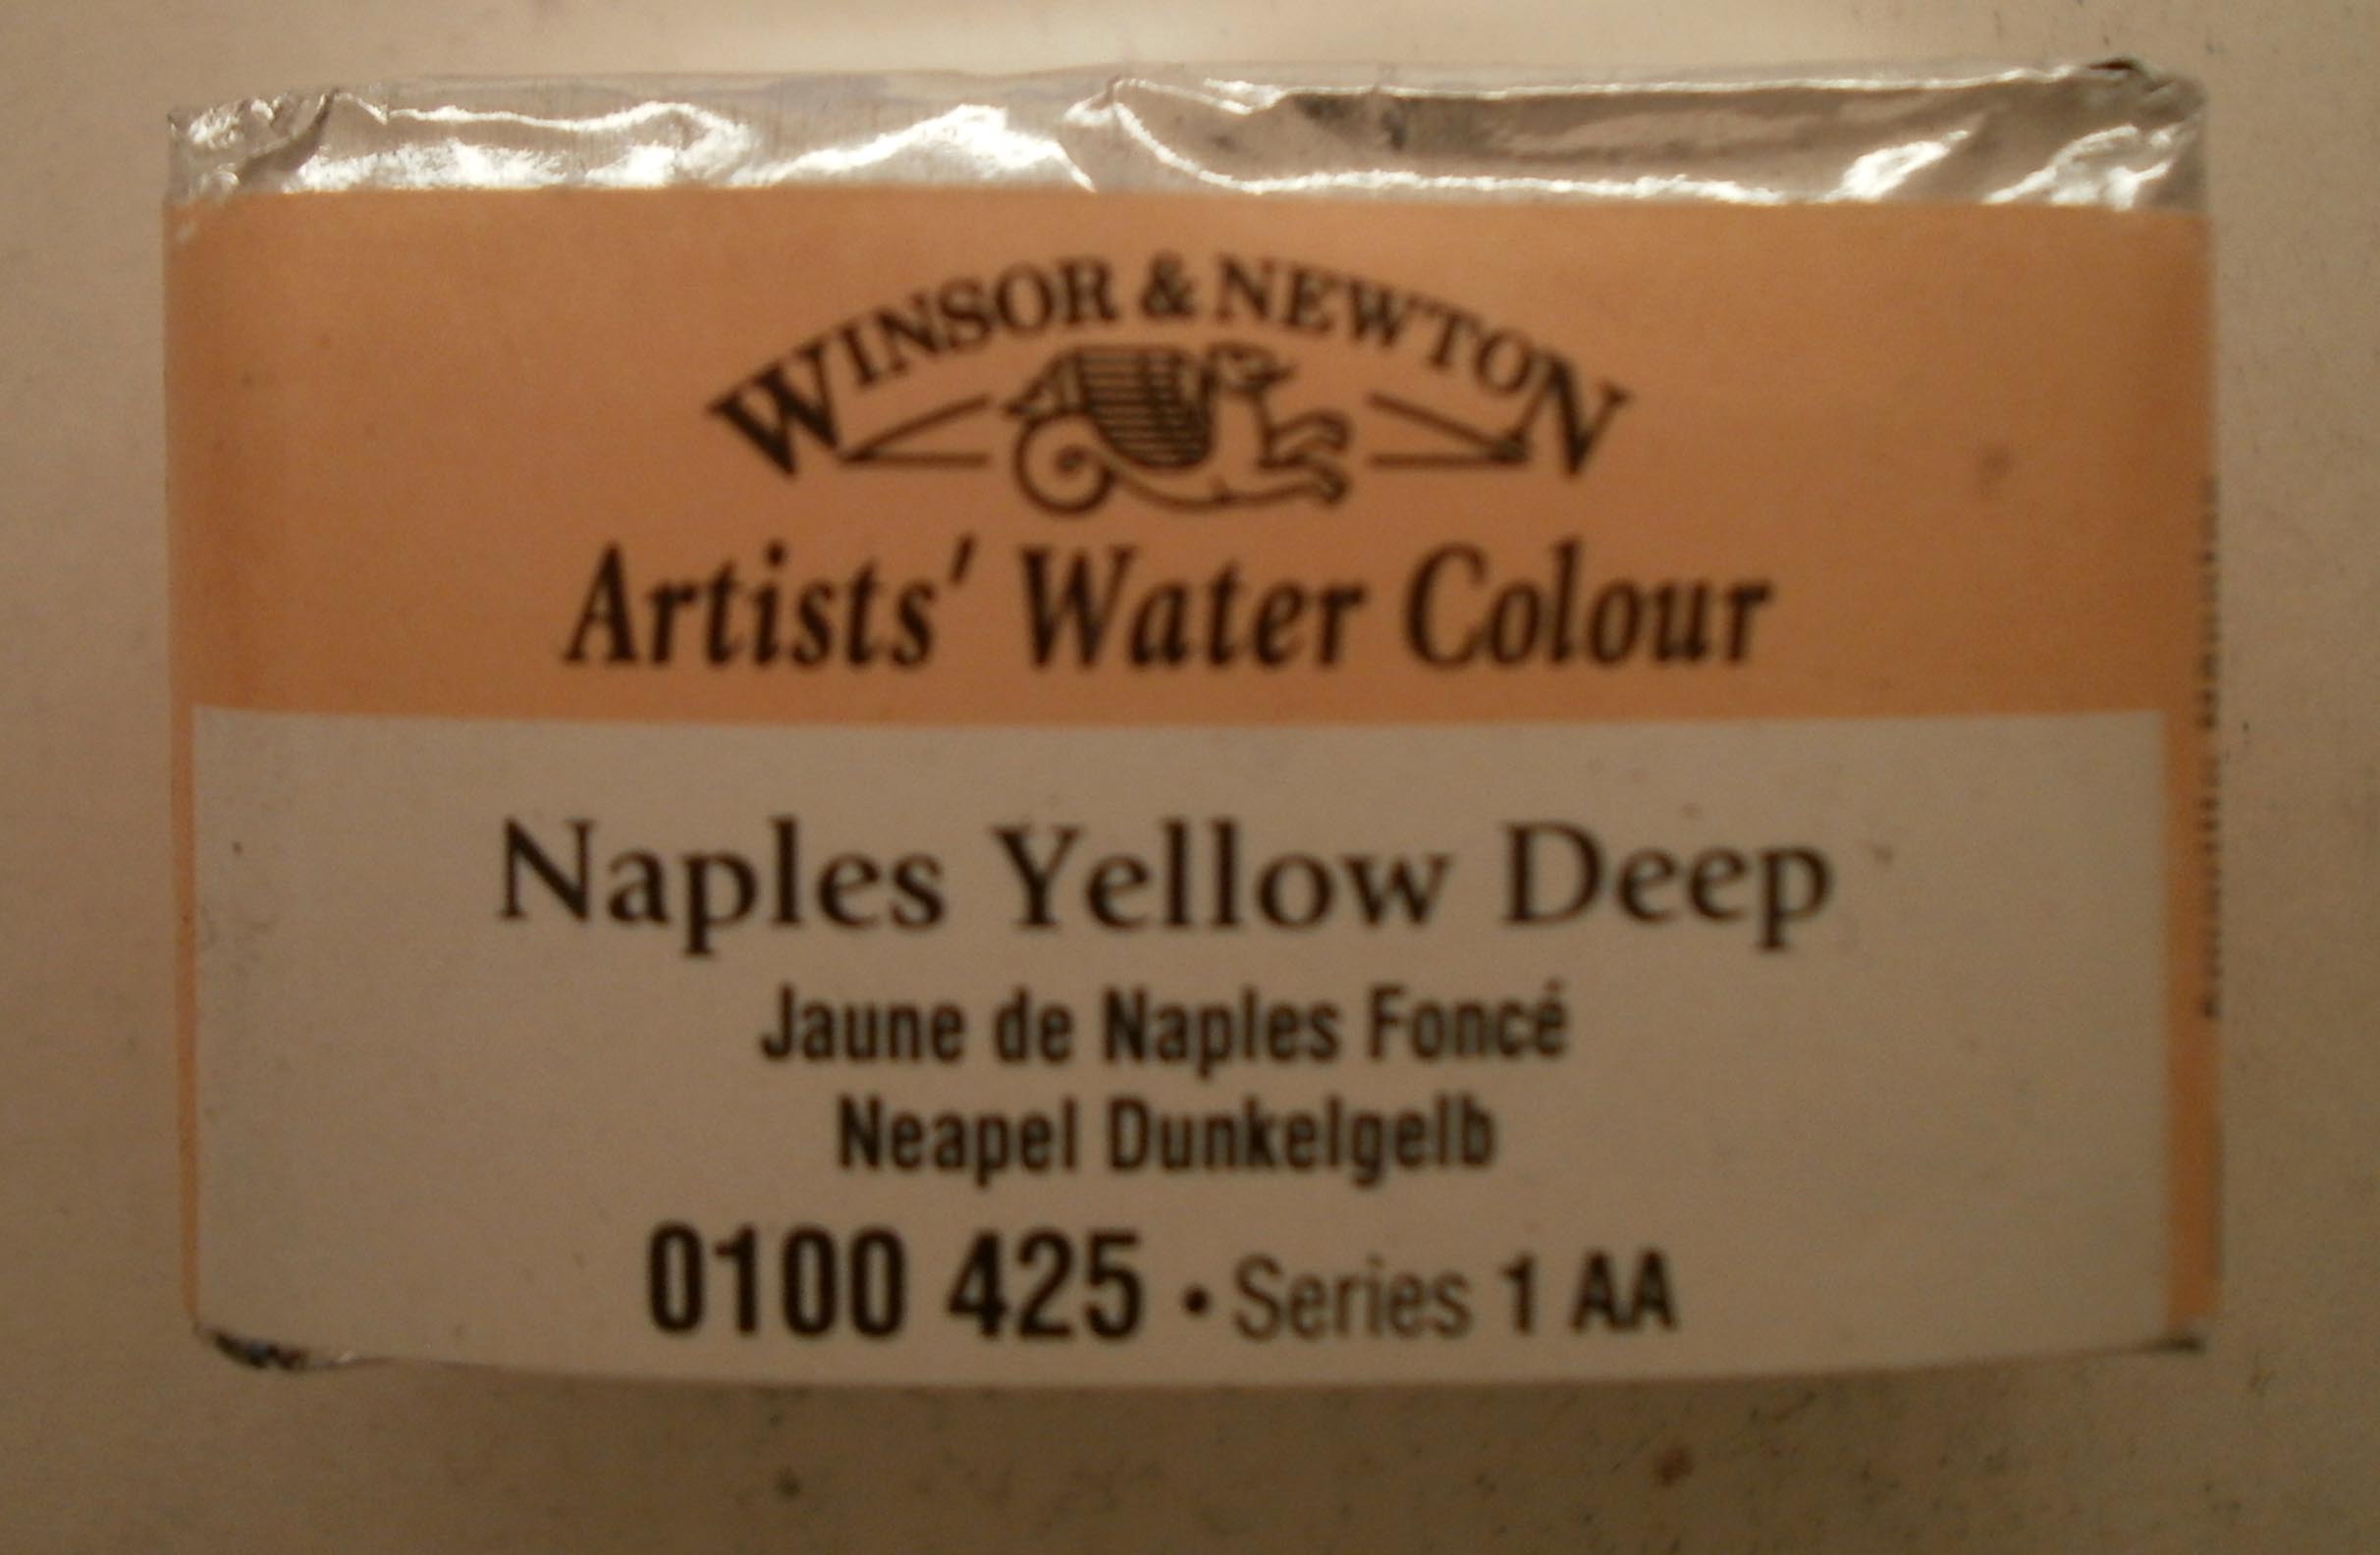 WINSOR & NEWTON
Artists' Water Colour
Naples Yellow Deep
Jaune de Naples Foncé
Neapel Dunkelgelb
0100 425 • Series 1 AA